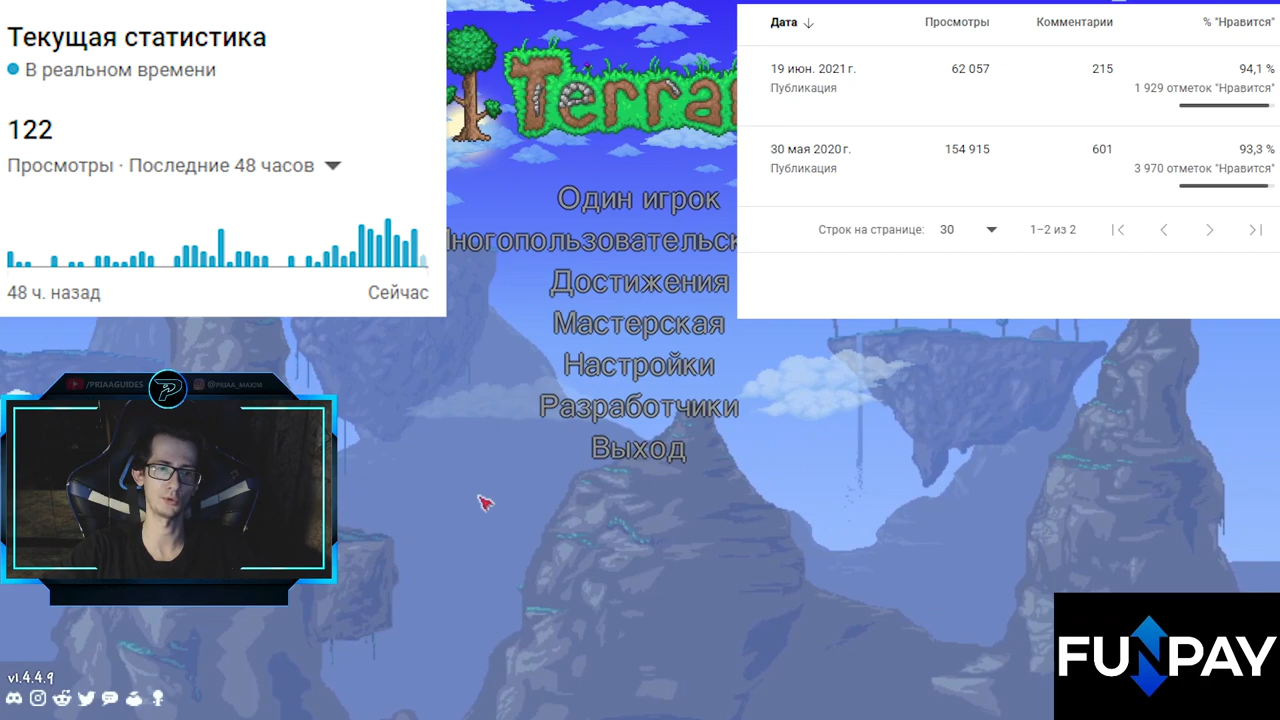 Текущая статистика
В реальном времени
122
Просмотры · Последние 48 часов
48 ч. назад
Сейчас
Terrar
Один игрок
Достижения
Мастерская
Настройки
Разработчики
Выход
Дата ↓ Просмотры Комментарии % "Нравится"
19 июн. 2021 г. 62 057 215 94,1 %
Публикация 1 929 отметок "Нравится"
30 мая 2020 г. 154 915 601 93,3 %
Публикация 3 970 отметок "Нравится"
Строк на странице: 30 1–2 из 2
/PRIAAGUIDES @PRIAA_MAXIM
v1.4.4.9
FUNPAY